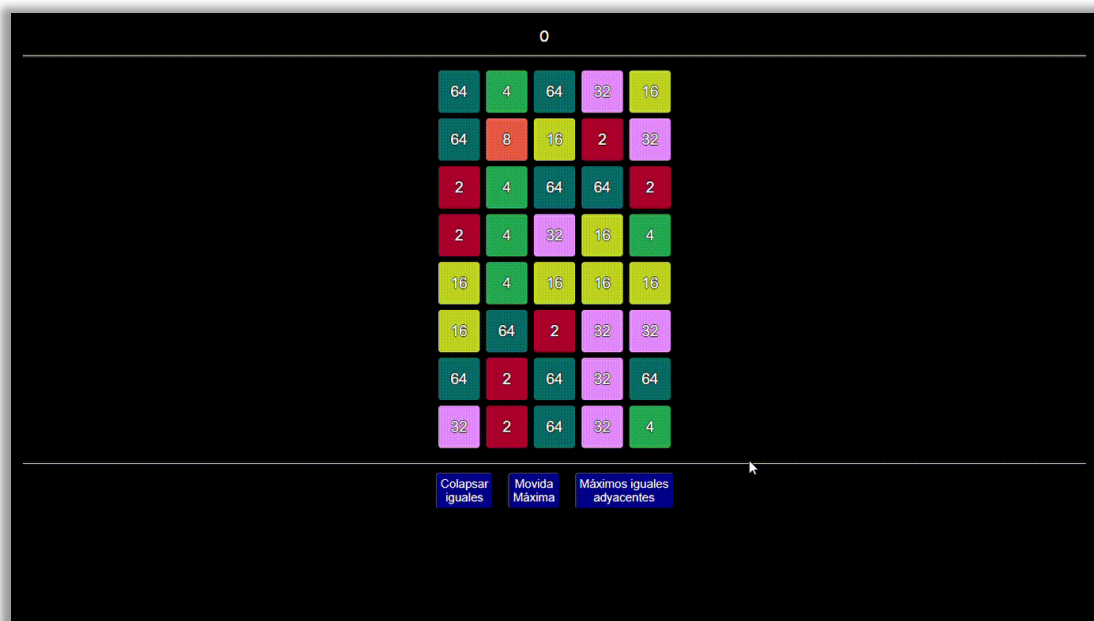 0
64 4 64 32 16
64 8 16 2 32
2 4 64 64 2
2 4 32 16 4
16 4 16 16 16
16 64 2 32 32
64 2 64 32 64
32 2 64 32 4
Colapsar iguales
Movida Máxima
Máximos iguales adyacentes